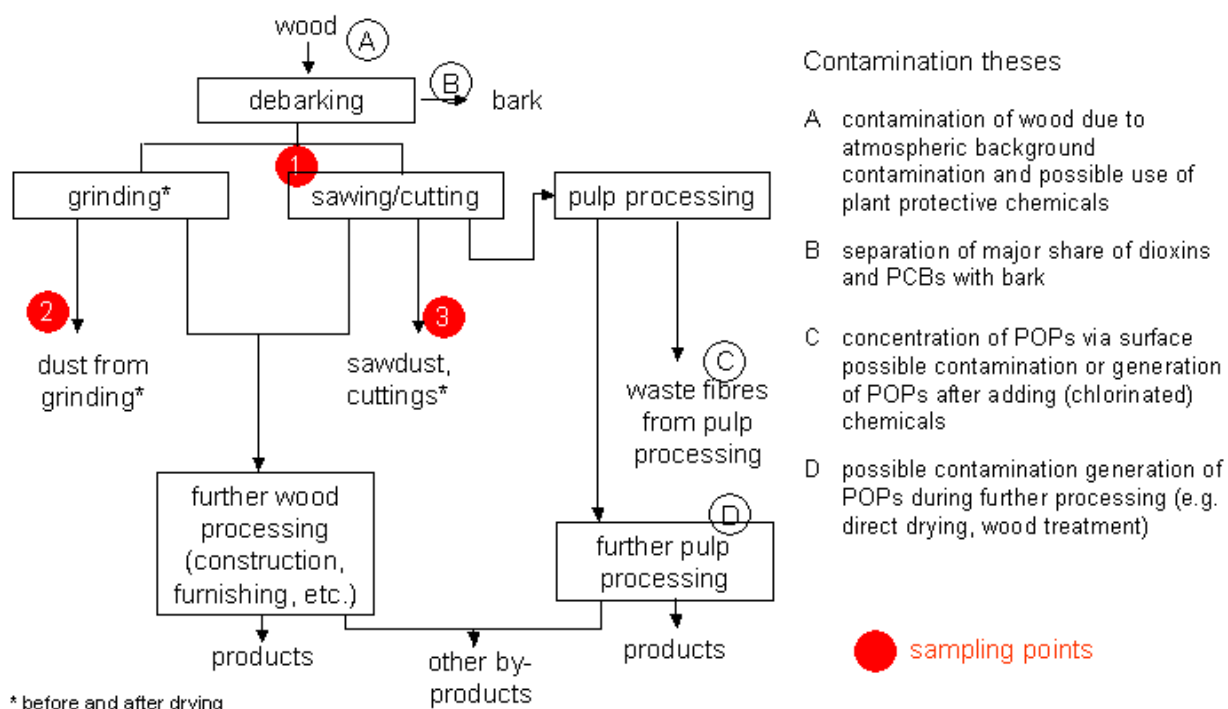 wood
A
debarking
B
bark
1
grinding*
sawing/cutting
pulp processing
2
3
dust from
grinding*
sawdust,
cuttings*
C
waste fibres
from pulp
processing
further wood
processing
(construction,
furnishing, etc.)
D
further pulp
processing
products
other by-
products
products
* before and after drying
Contamination theses
A contamination of wood due to
atmospheric background
contamination and possible use of
plant protective chemicals
B separation of major share of dioxins
and PCBs with bark
C concentration of POPs via surface
possible contamination or generation
of POPs after adding (chlorinated)
chemicals
D possible contamination generation of
POPs during further processing (e.g.
direct drying, wood treatment)
sampling points